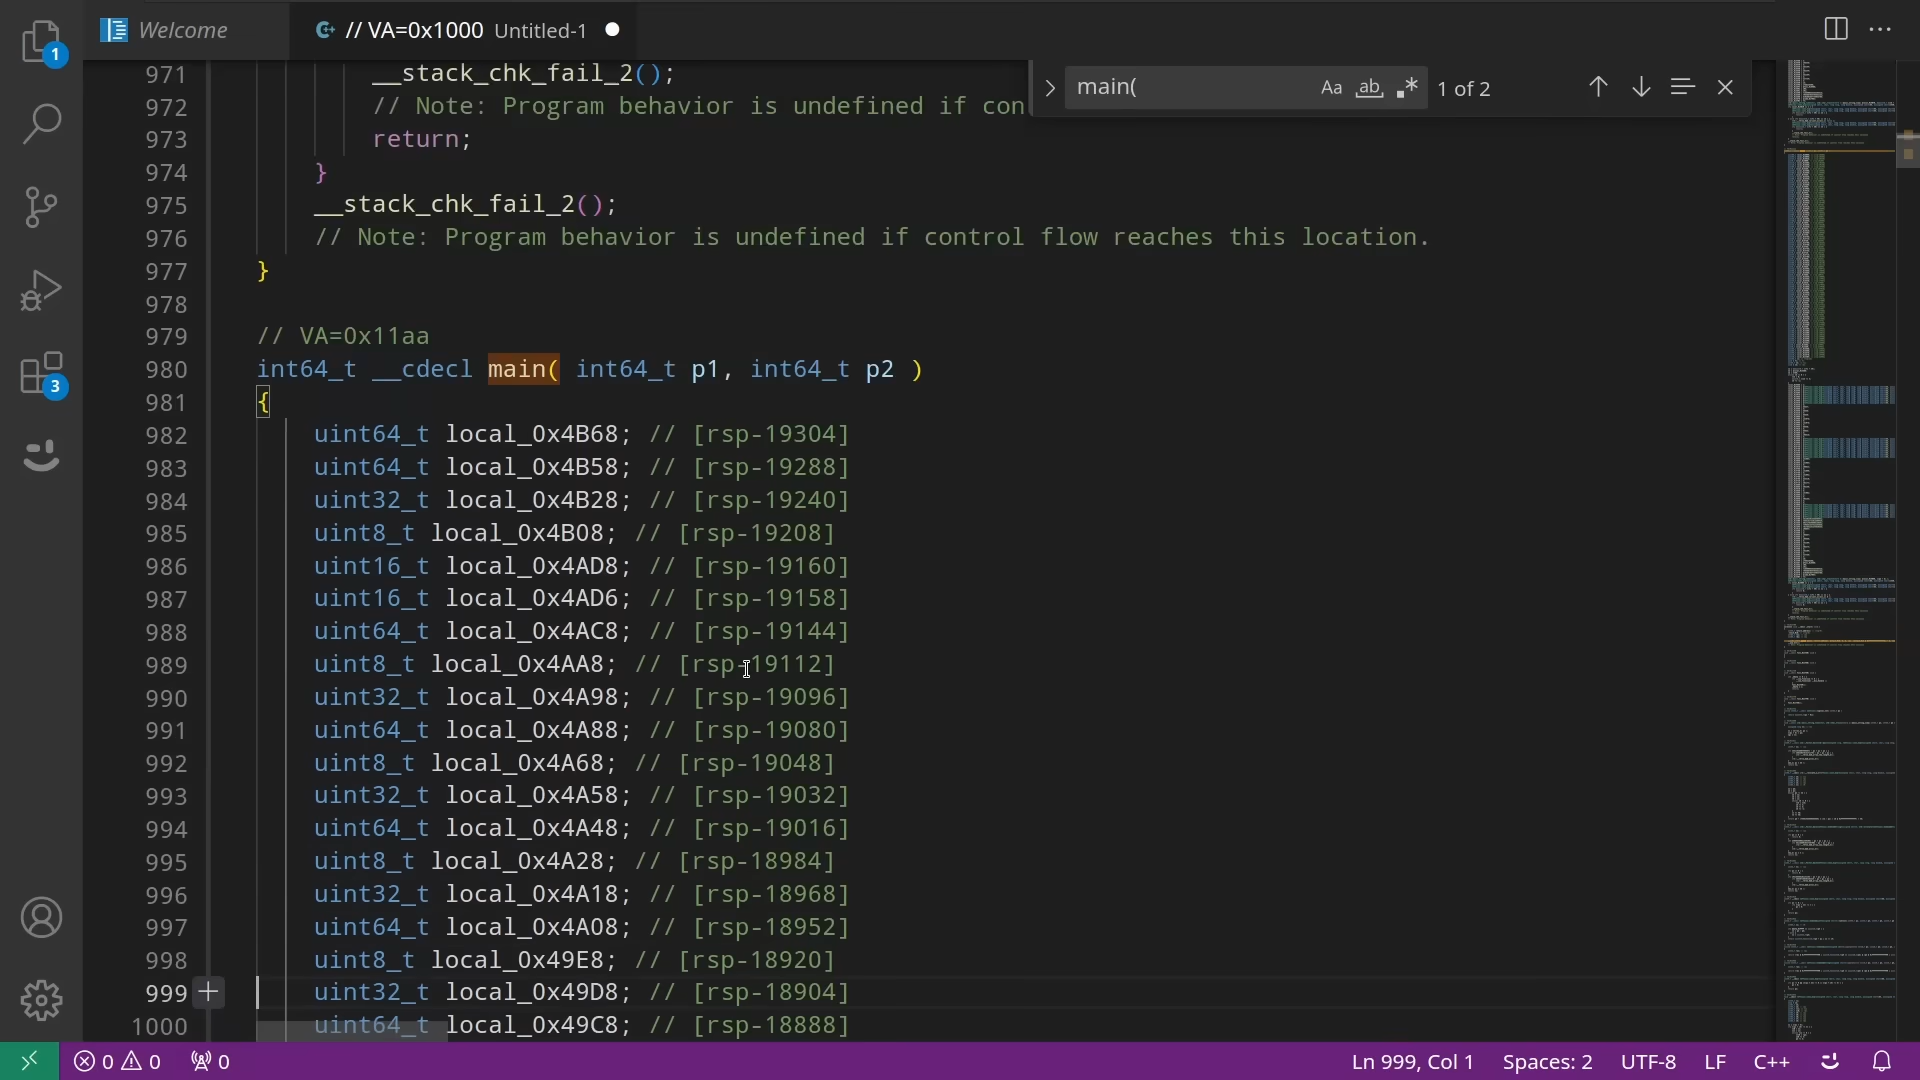 1
Welcome
// VA=0x1000 Untitled-1
main(
Aa ab
1 of 2
971 __stack_chk_fail_2();
972 // Note: Program behavior is undefined if con
973 return;
974 }
975 __stack_chk_fail_2();
976 // Note: Program behavior is undefined if control flow reaches this location.
977 }
978
979 // VA=0x11aa
980 int64_t __cdecl main( int64_t p1, int64_t p2 )
981 {
982 uint64_t local_0x4B68; // [rsp-19304]
983 uint64_t local_0x4B58; // [rsp-19288]
984 uint32_t local_0x4B28; // [rsp-19240]
985 uint8_t local_0x4B08; // [rsp-19208]
986 uint16_t local_0x4AD8; // [rsp-19160]
987 uint16_t local_0x4AD6; // [rsp-19158]
988 uint64_t local_0x4AC8; // [rsp-19144]
989 uint8_t local_0x4AA8; // [rsp-19112]
990 uint32_t local_0x4A98; // [rsp-19096]
991 uint64_t local_0x4A88; // [rsp-19080]
992 uint8_t local_0x4A68; // [rsp-19048]
993 uint32_t local_0x4A58; // [rsp-19032]
994 uint64_t local_0x4A48; // [rsp-19016]
995 uint8_t local_0x4A28; // [rsp-18984]
996 uint32_t local_0x4A18; // [rsp-18968]
997 uint64_t local_0x4A08; // [rsp-18952]
998 uint8_t local_0x49E8; // [rsp-18920]
999 uint32_t local_0x49D8; // [rsp-18904]
1000 uint64_t local_0x49C8; // [rsp-18888]
3
0 0 0
Ln 999, Col 1 Spaces: 2 UTF-8 LF C++